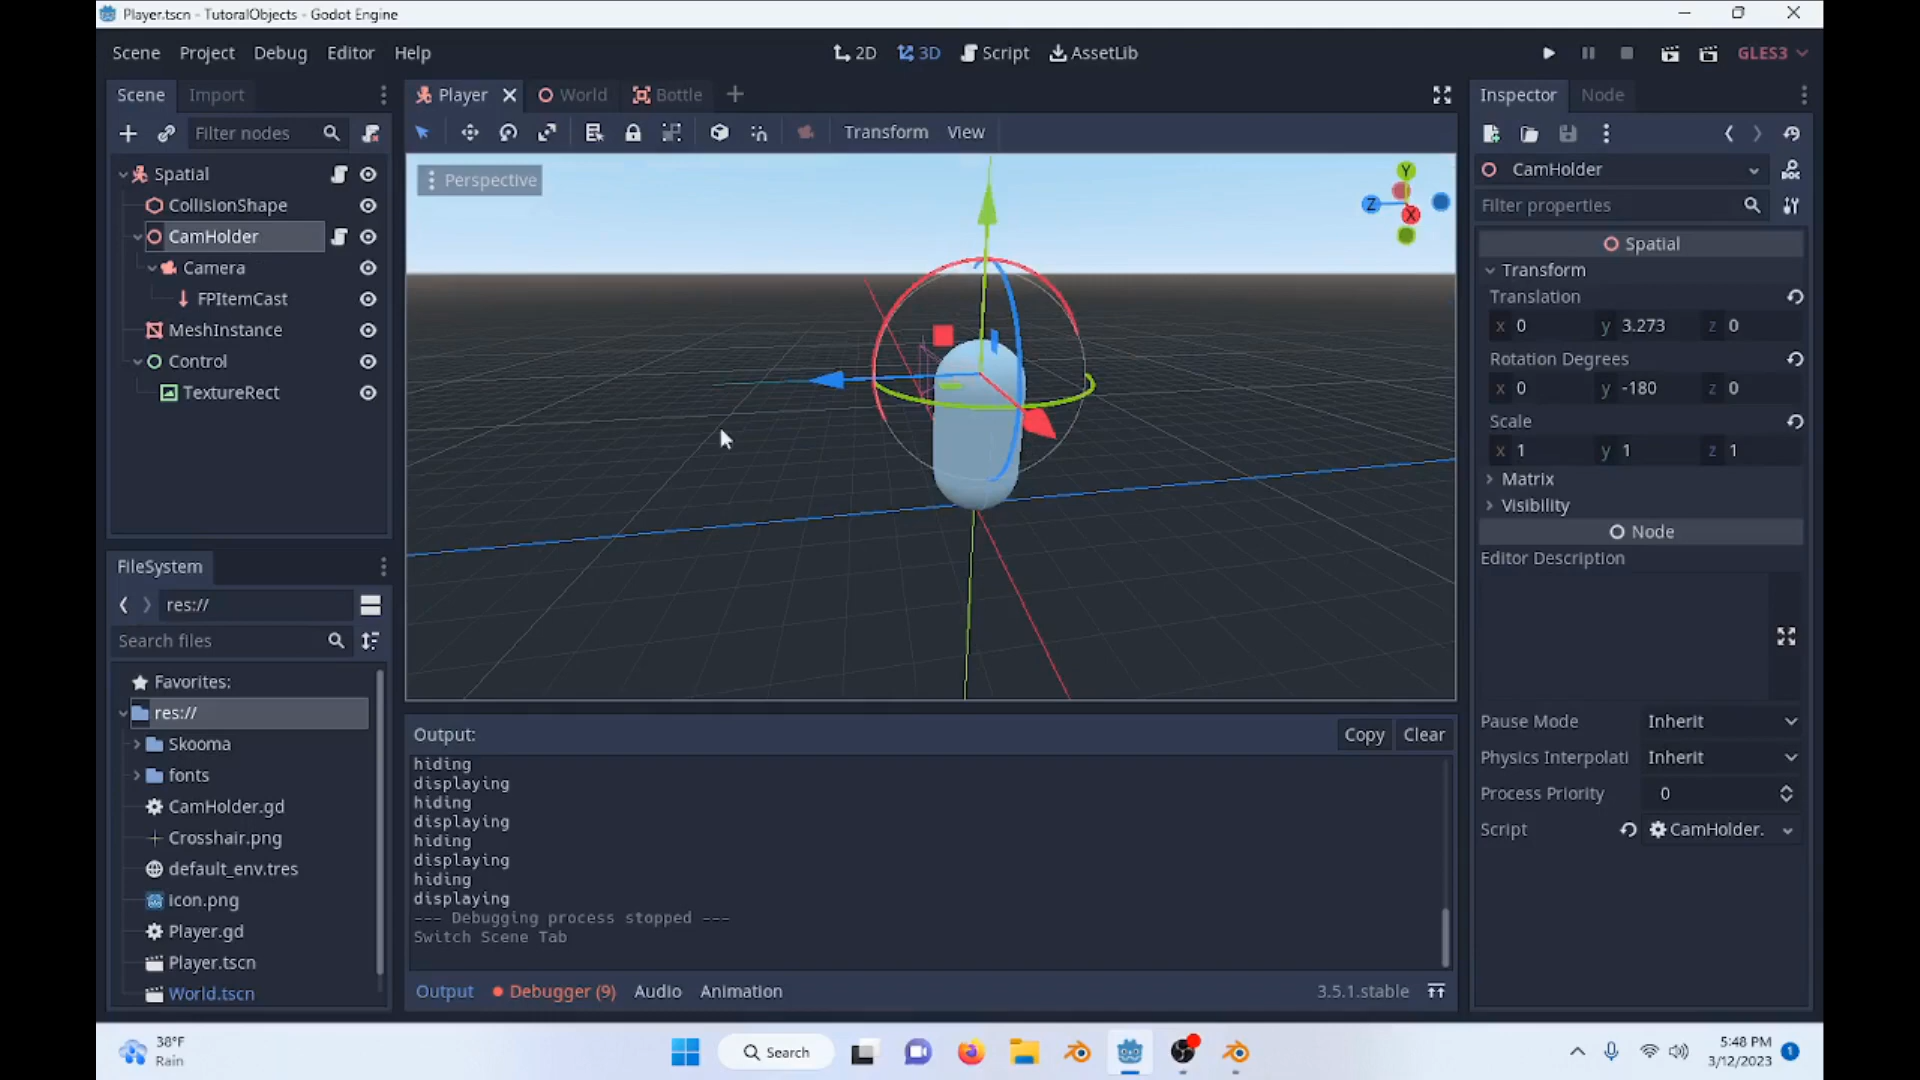 Player.tscn - TutoralObjects - Godot Engine
Scene Project Debug Editor Help
2D 3D Script AssetLib
GLES3
Scene Import
Player World Bottle
Inspector Node
Filter nodes
Transform View
Spatial
CollisionShape
CamHolder
Camera
FPItemCast
MeshInstance
Control
TextureRect
Perspective
Y
Z
X
CamHolder
Filter properties
Spatial
Transform
Translation
x 0 y 3.273 z 0
Rotation Degrees
x 0 y -180 z 0
Scale
x 1 y 1 z 1
Matrix
Visibility
Node
Editor Description
Pause Mode Inherit
Physics Interpolati Inherit
Process Priority 0
Script CamHolder.
FileSystem
res://
Search files
Favorites:
res://
Skooma
fonts
CamHolder.gd
Crosshair.png
default_env.tres
icon.png
Player.gd
Player.tscn
World.tscn
Output: Copy Clear
hiding
displaying
hiding
displaying
hiding
displaying
hiding
displaying
--- Debugging process stopped ---
Switch Scene Tab
Output Debugger (9) Audio Animation 3.5.1.stable
38°F
Rain
Search
5:48 PM
3/12/2023
1